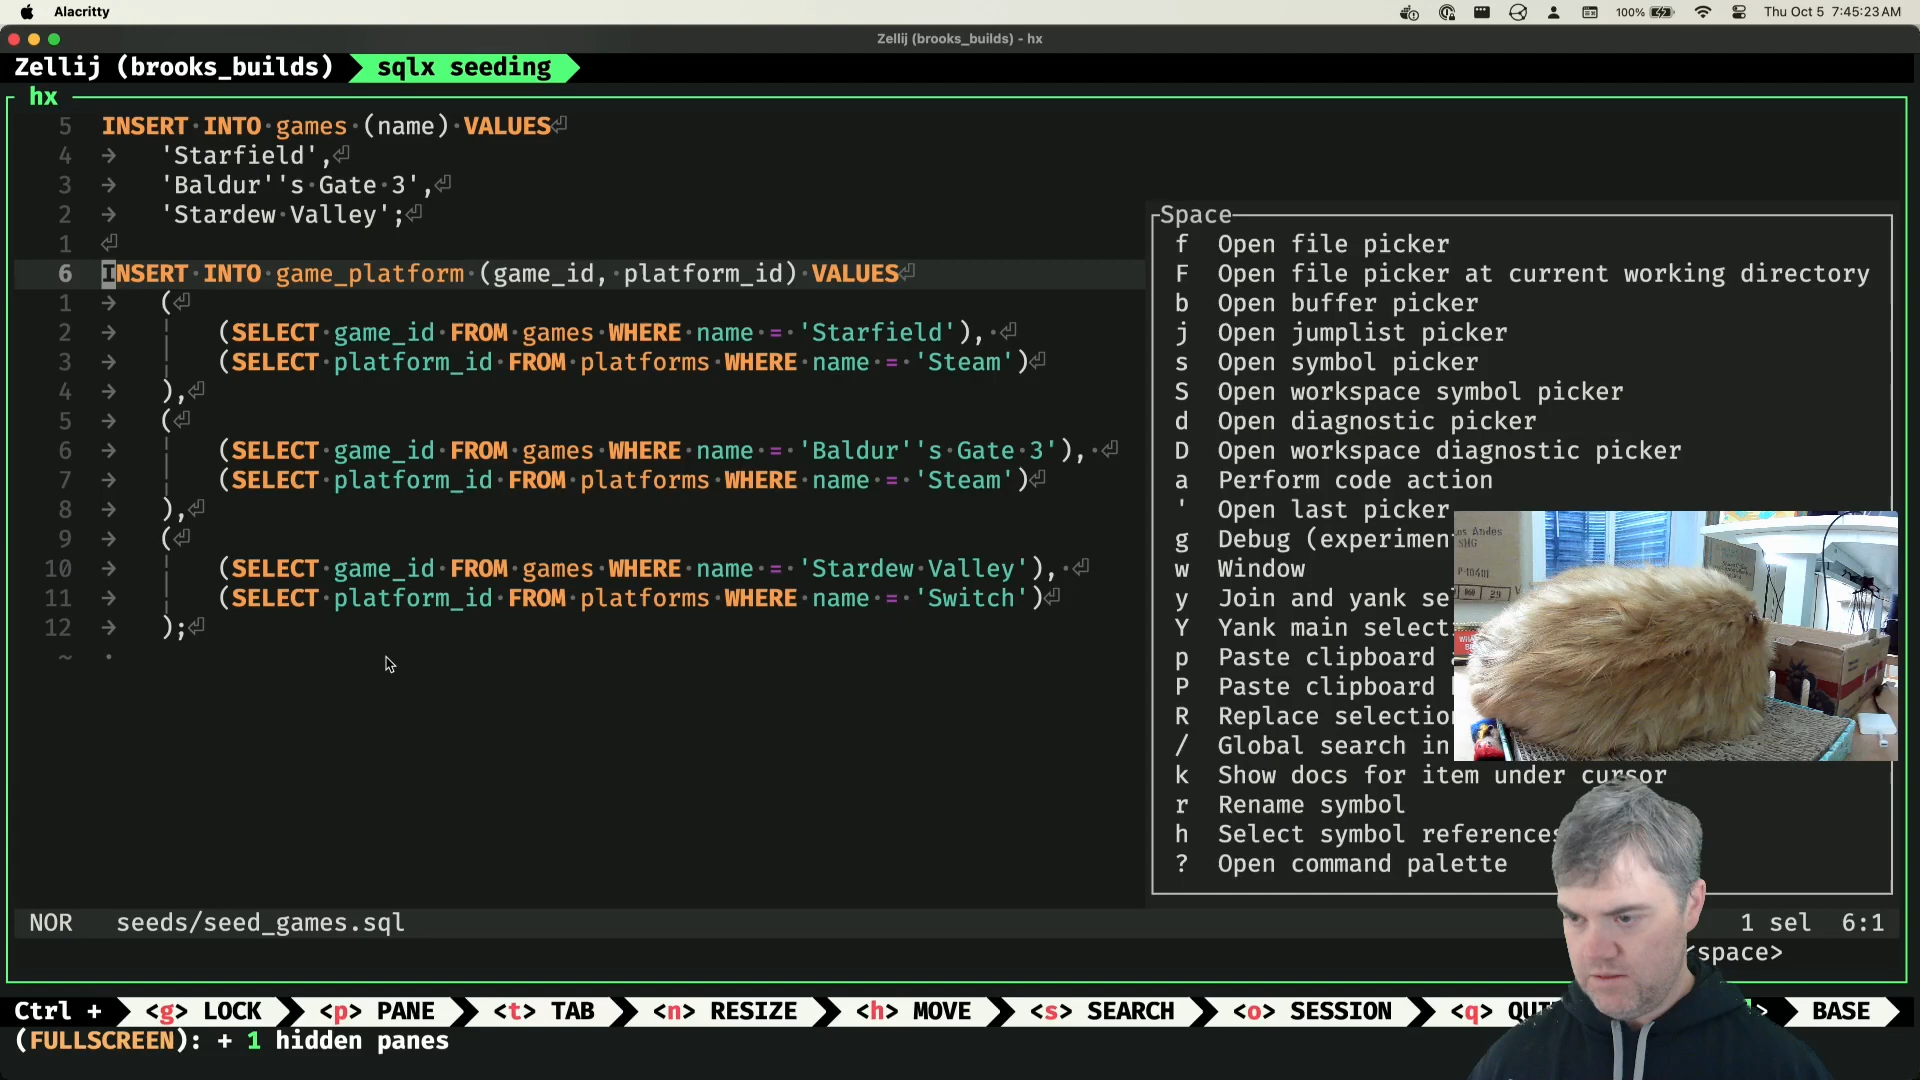 Alacritty
100%
Thu Oct 5 7:45:23 AM
Zellij (brooks_builds) - hx
Zellij (brooks_builds) sqlx seeding
hx
5 INSERT INTO games (name) VALUES
4 'Starfield',
3 'Baldur''s Gate 3',
2 'Stardew Valley';
1
6 INSERT INTO game_platform (game_id, platform_id) VALUES
1 (
2 (SELECT game_id FROM games WHERE name = 'Starfield'),
3 (SELECT platform_id FROM platforms WHERE name = 'Steam')
4 ),
5 (
6 (SELECT game_id FROM games WHERE name = 'Baldur''s Gate 3'),
7 (SELECT platform_id FROM platforms WHERE name = 'Steam')
8 ),
9 (
10 (SELECT game_id FROM games WHERE name = 'Stardew Valley'),
11 (SELECT platform_id FROM platforms WHERE name = 'Switch')
12 );
~
Space
f Open file picker
F Open file picker at current working directory
b Open buffer picker
j Open jumplist picker
s Open symbol picker
S Open workspace symbol picker
d Open diagnostic picker
D Open workspace diagnostic picker
a Perform code action
' Open last picker
g Debug (experimen
w Window
y Join and yank se
Y Yank main select
p Paste clipboard
P Paste clipboard
R Replace selectio
/ Global search in
k Show docs for item under cursor
r Rename symbol
h Select symbol references
? Open command palette
Los Andes
SHG
P-10401
29
NOR seeds/seed_games.sql 1 sel 6:1
<space>
Ctrl + <g> LOCK <p> PANE <t> TAB <n> RESIZE <h> MOVE <s> SEARCH <o> SESSION <q> QUI BASE
(FULLSCREEN): + 1 hidden panes